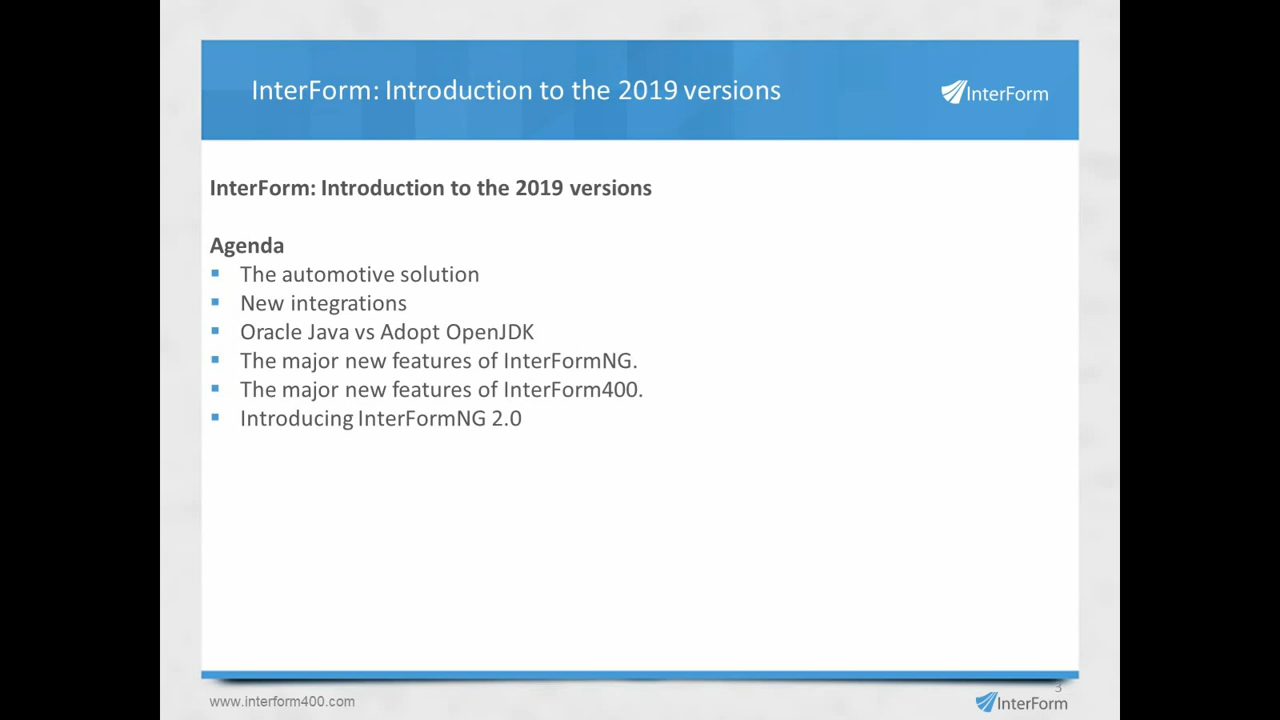 InterForm: Introduction to the 2019 versions
InterForm
InterForm: Introduction to the 2019 versions
Agenda
▪ The automotive solution
▪ New integrations
▪ Oracle Java vs Adopt OpenJDK
▪ The major new features of InterFormNG.
▪ The major new features of InterForm400.
▪ Introducing InterFormNG 2.0
3
www.interform400.com
InterForm